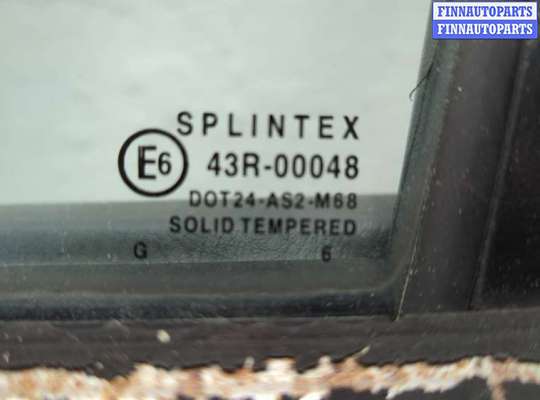 FINNAUTOPARTS
FINNAUTOPARTS
SPLINTEX
E6 43R-00048
DOT24-AS2-M68
SOLID TEMPERED
G 6